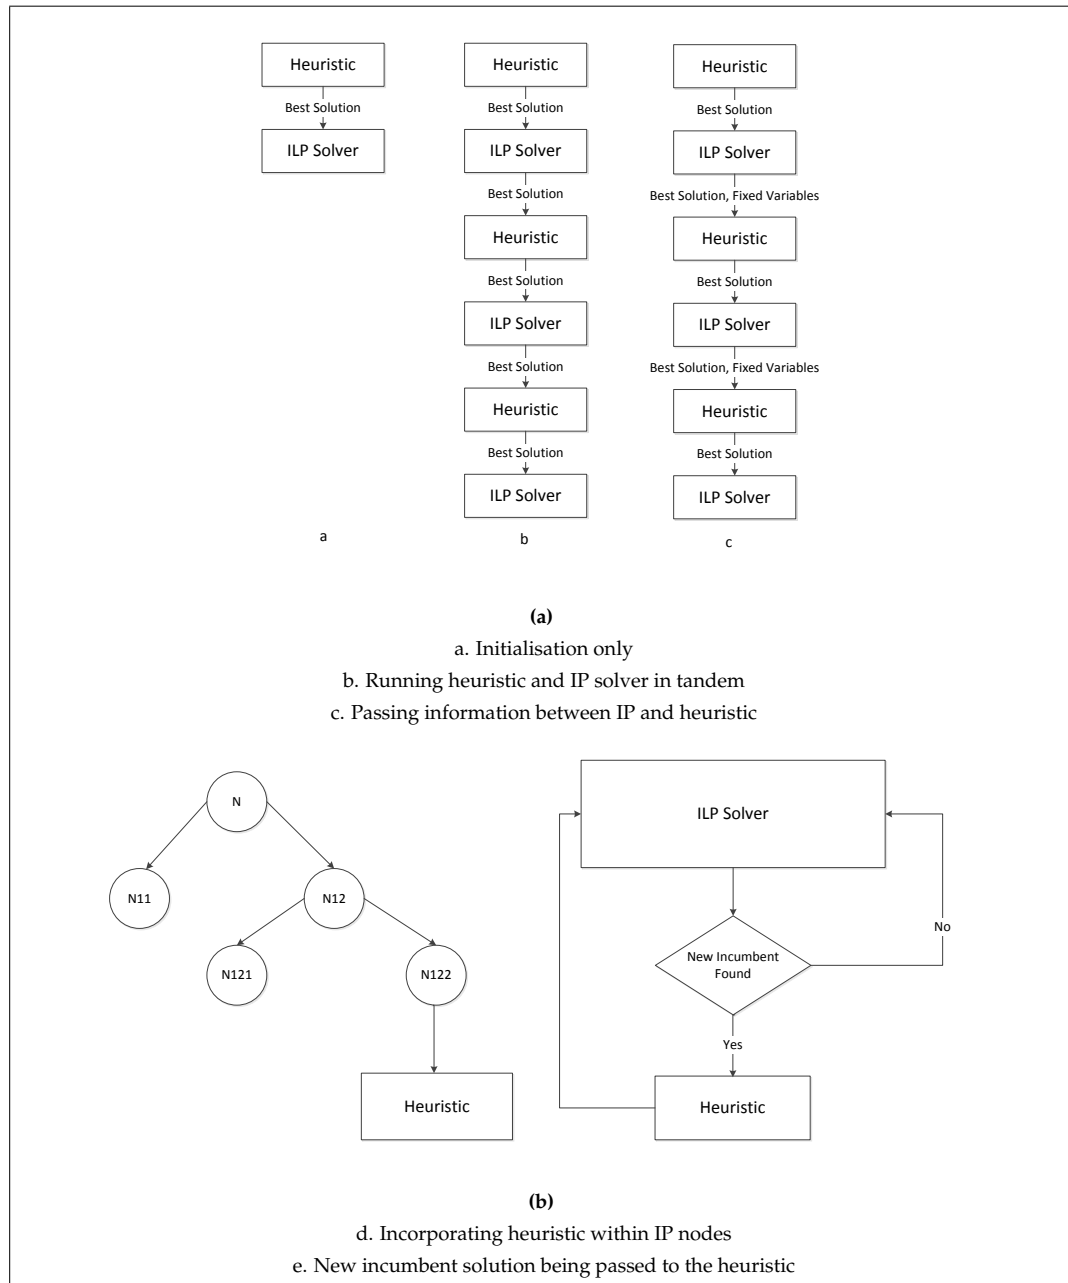 Heuristic
Best Solution
ILP Solver
a
Heuristic
Best Solution
ILP Solver
Best Solution
Heuristic
Best Solution
ILP Solver
Best Solution
Heuristic
Best Solution
ILP Solver
b
Heuristic
Best Solution
ILP Solver
Best Solution, Fixed Variables
Heuristic
Best Solution
ILP Solver
Best Solution, Fixed Variables
Heuristic
Best Solution
ILP Solver
c
(a)
a. Initialisation only
b. Running heuristic and IP solver in tandem
c. Passing information between IP and heuristic
N
N11
N12
N121
N122
Heuristic
ILP Solver
New Incumbent
Found
No
Yes
Heuristic
(b)
d. Incorporating heuristic within IP nodes
e. New incumbent solution being passed to the heuristic